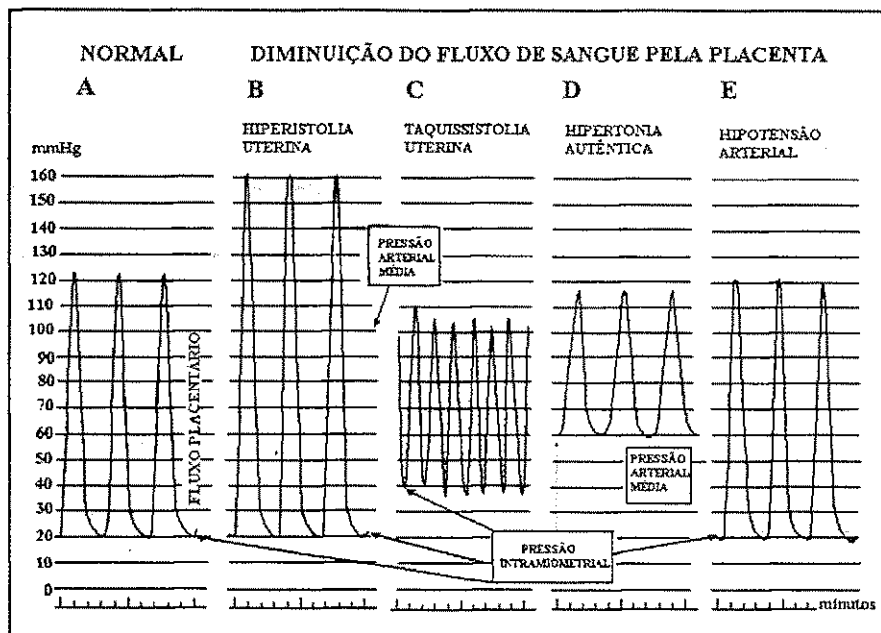 NORMAL
DIMINUIÇÃO DO FLUXO DE SANGUE PELA PLACENTA
A
B
C
D
E
HIPERISTOLIA
UTERINA
TAQUISSISTOLIA
UTERINA
HIPERTONIA
AUTÊNTICA
HIPOTENSÃO
ARTERIAL
mmHg
160
150
140
130
120
110
100
90
80
70
60
50
40
30
20
10
0
FLUXO PLACENTÁRIO
PRESSÃO
ARTERIAL
MÉDIA
PRESSÃO
ARTERIAL
MÉDIA
PRESSÃO
INTRAMIOMETRIAL
minutos